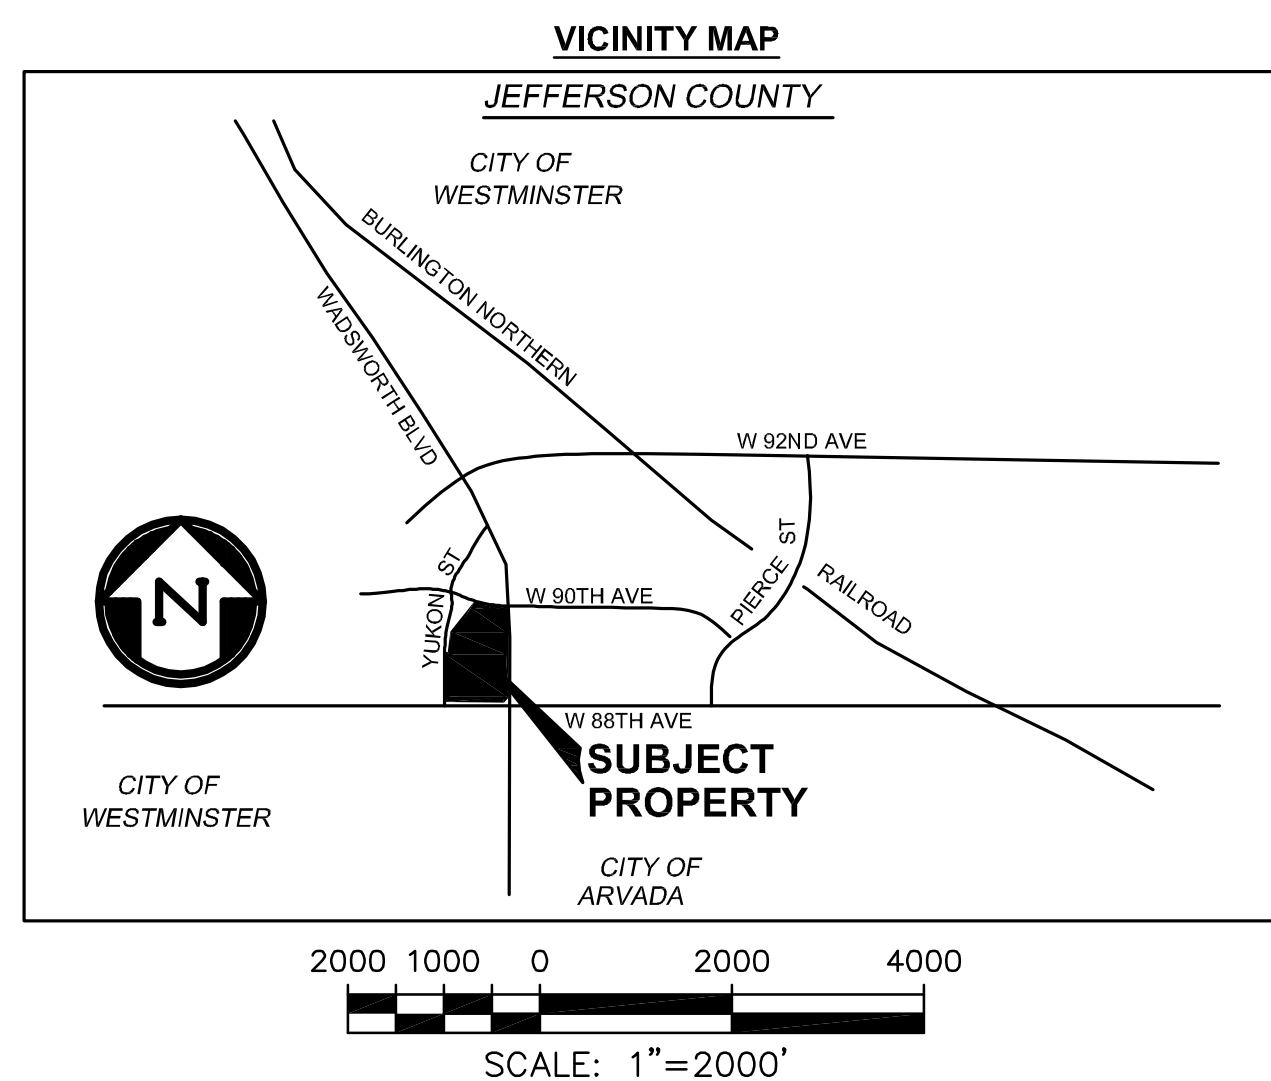 VICINITY MAP
JEFFERSON COUNTY
CITY OF
WESTMINSTER
BURLINGTON NORTHERN
WADSWORTH BLVD
W 92ND AVE
PIERCE ST
RAILROAD
YUKON ST
W 90TH AVE
N
W 88TH AVE
SUBJECT
PROPERTY
CITY OF
WESTMINSTER
CITY OF
ARVADA
2000 1000 0 2000 4000
SCALE: 1"=2000'